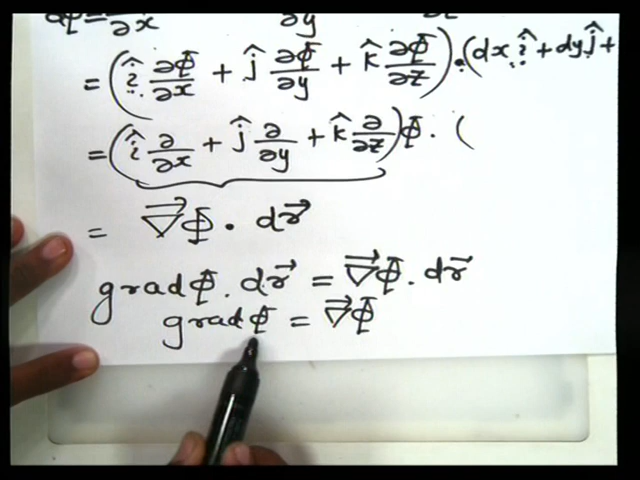 ∂x ∂y
= (î ∂Φ/∂x + ĵ ∂Φ/∂y + k̂ ∂Φ/∂z) · (dx î + dy ĵ +
= (î ∂/∂x + ĵ ∂/∂y + k̂ ∂/∂z) Φ · (
= ∇⃗Φ · dr⃗
gradΦ · dr⃗ = ∇⃗Φ · dr⃗
gradΦ = ∇⃗Φ